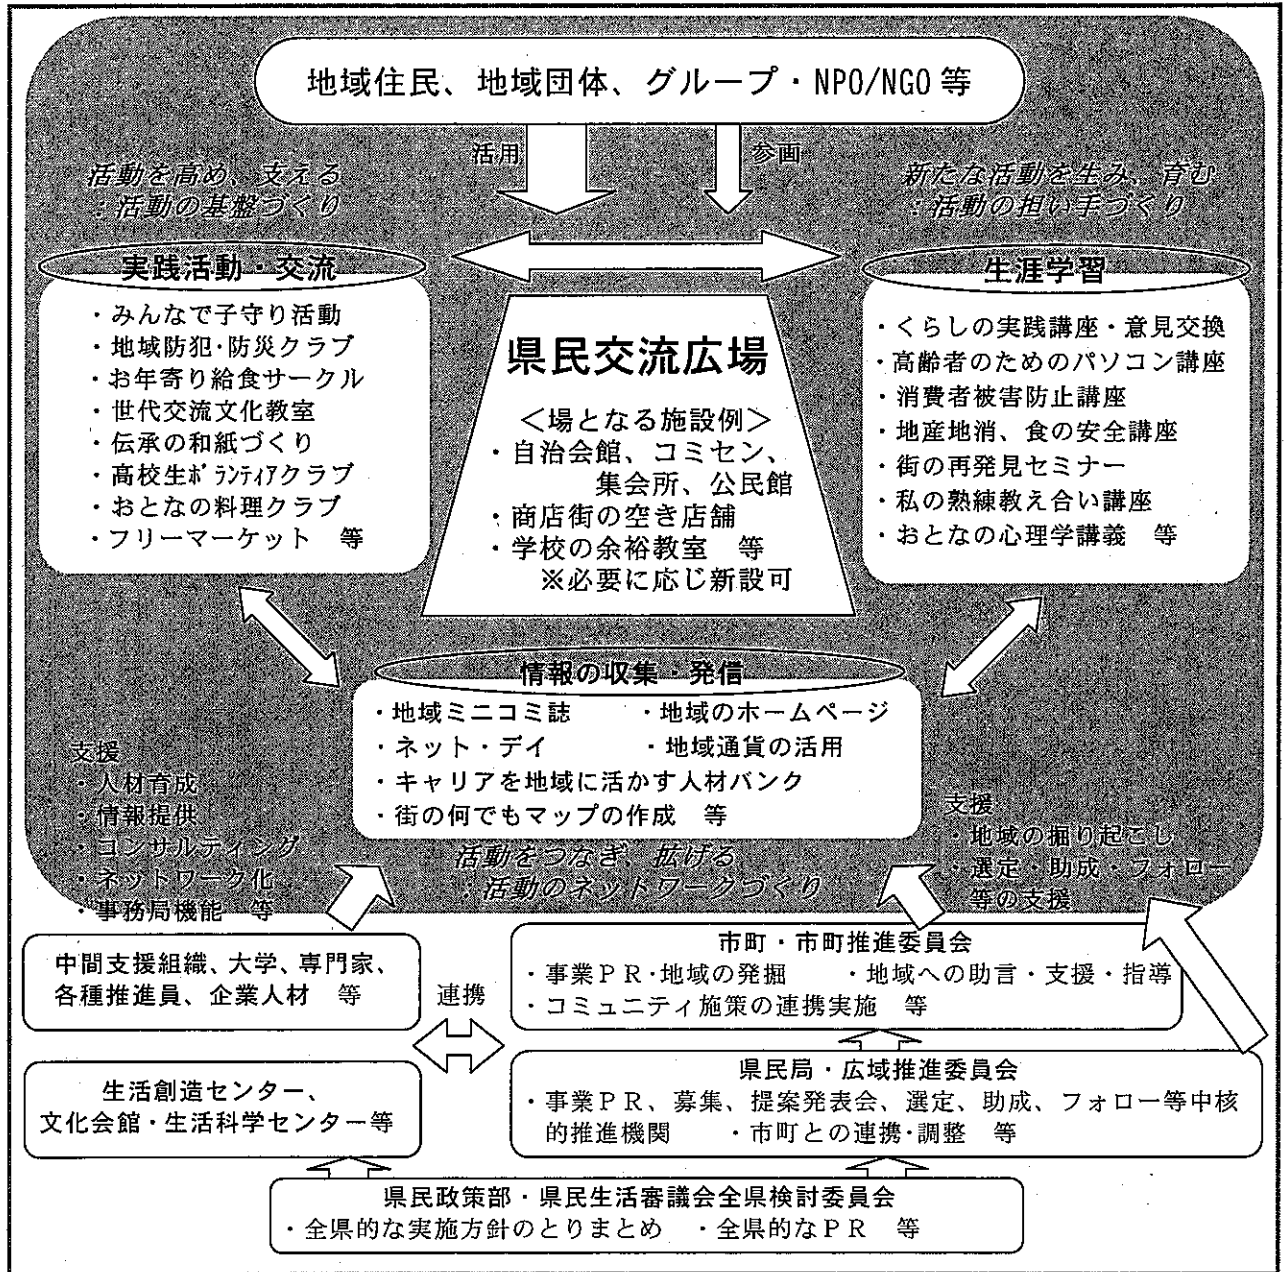 地域住民、地域団体、グループ・NPO/NGO 等
活用
参画
活動を高め、支える
：活動の基盤づくり
新たな活動を生み、育む
：活動の担い手づくり
実践活動・交流
・みんなで子守り活動
・地域防犯・防災クラブ
・お年寄り給食サークル
・世代交流文化教室
・伝承の和紙づくり
・高校生ボランティアクラブ
・おとなの料理クラブ
・フリーマーケット　等
県民交流広場
＜場となる施設例＞
・自治会館、コミセン、
集会所、公民館
・商店街の空き店舗
・学校の余裕教室　等
※必要に応じ新設可
生涯学習
・くらしの実践講座・意見交換
・高齢者のためのパソコン講座
・消費者被害防止講座
・地産地消、食の安全講座
・街の再発見セミナー
・私の熟練教え合い講座
・おとなの心理学講義　等
情報の収集・発信
・地域ミニコミ誌　・地域のホームページ
・ネット・デイ　・地域通貨の活用
・キャリアを地域に活かす人材バンク
・街の何でもマップの作成　等
活動をつなぎ、拡げる
：活動のネットワークづくり
支援
・人材育成
・情報提供
・コンサルティング
・ネットワーク化
・事務局機能　等
支援
・地域の掘り起こし
・選定・助成・フォロー
等の支援
中間支援組織、大学、専門家、
各種推進員、企業人材　等
連携
市町・市町推進委員会
・事業ＰＲ・地域の発掘　・地域への助言・支援・指導
・コミュニティ施策の連携実施　等
生活創造センター、
文化会館・生活科学センター等
県民局・広域推進委員会
・事業ＰＲ、募集、提案発表会、選定、助成、フォロー等中核
的推進機関　・市町との連携・調整　等
県民政策部・県民生活審議会全県検討委員会
・全県的な実施方針のとりまとめ　・全県的なＰＲ　等